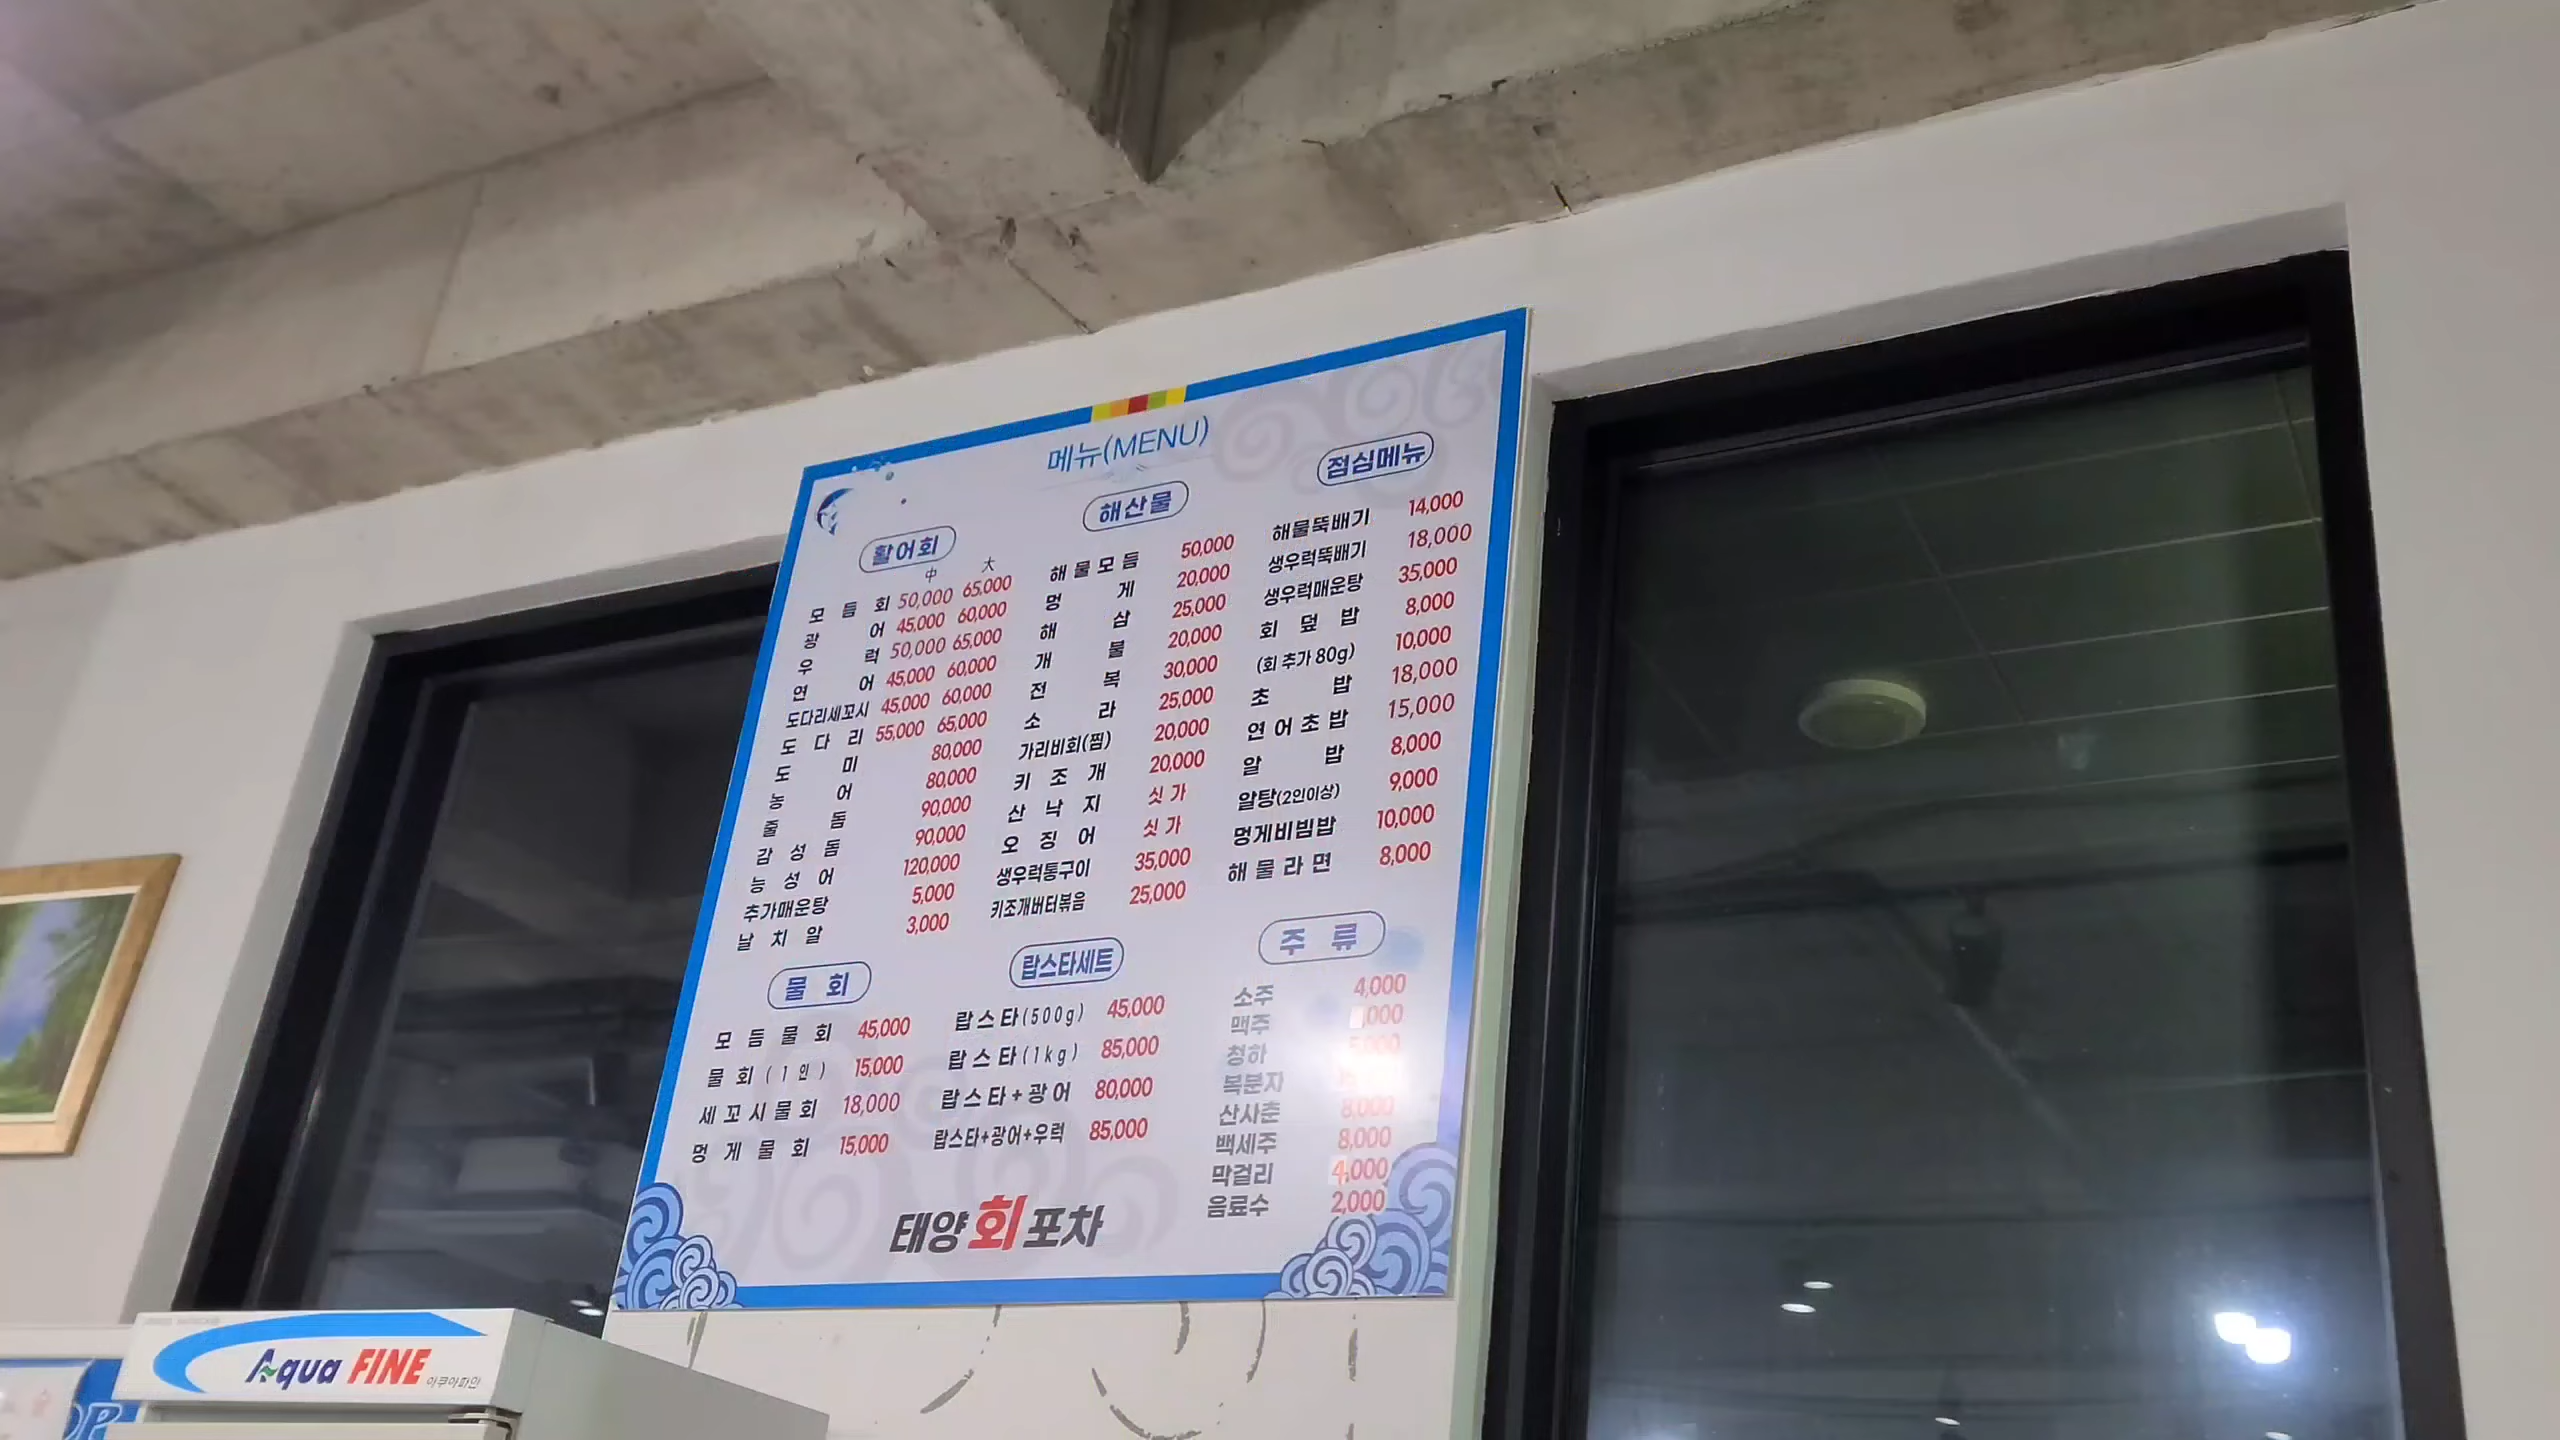 메뉴(MENU)
활어회
中 大
모듬회 50,000 65,000
광어 45,000 60,000
우럭 50,000 65,000
연어 45,000 60,000
도다리세꼬시 45,000 60,000
도다리 55,000 65,000
도미 80,000
농어 80,000
줄돔 90,000
감성돔 90,000
능성어 120,000
추가매운탕 5,000
날치알 3,000
해산물
해물모듬 50,000
멍게 20,000
해삼 25,000
개불 20,000
전복 30,000
소라 25,000
가리비회(찜) 20,000
키조개 20,000
산낙지 싯가
오징어 싯가
생우럭통구이 35,000
키조개버터볶음 25,000
점심메뉴
해물뚝배기 14,000
생우럭뚝배기 18,000
생우럭매운탕 35,000
회덮밥 8,000
(회 추가 80g) 10,000
초밥 18,000
연어초밥 15,000
알밥 8,000
알탕(2인이상) 9,000
멍게비빔밥 10,000
해물라면 8,000
물회
모듬물회 45,000
물회(1인) 15,000
세꼬시물회 18,000
멍게물회 15,000
랍스타세트
랍스타(500g) 45,000
랍스타(1kg) 85,000
랍스타+광어 80,000
랍스타+광어+우럭 85,000
주류
소주 4,000
맥주
청하 5,000
복분자
산사춘 8,000
백세주 8,000
막걸리 4,000
음료수 2,000
태양회포차
Aqua FINE 아쿠아파인